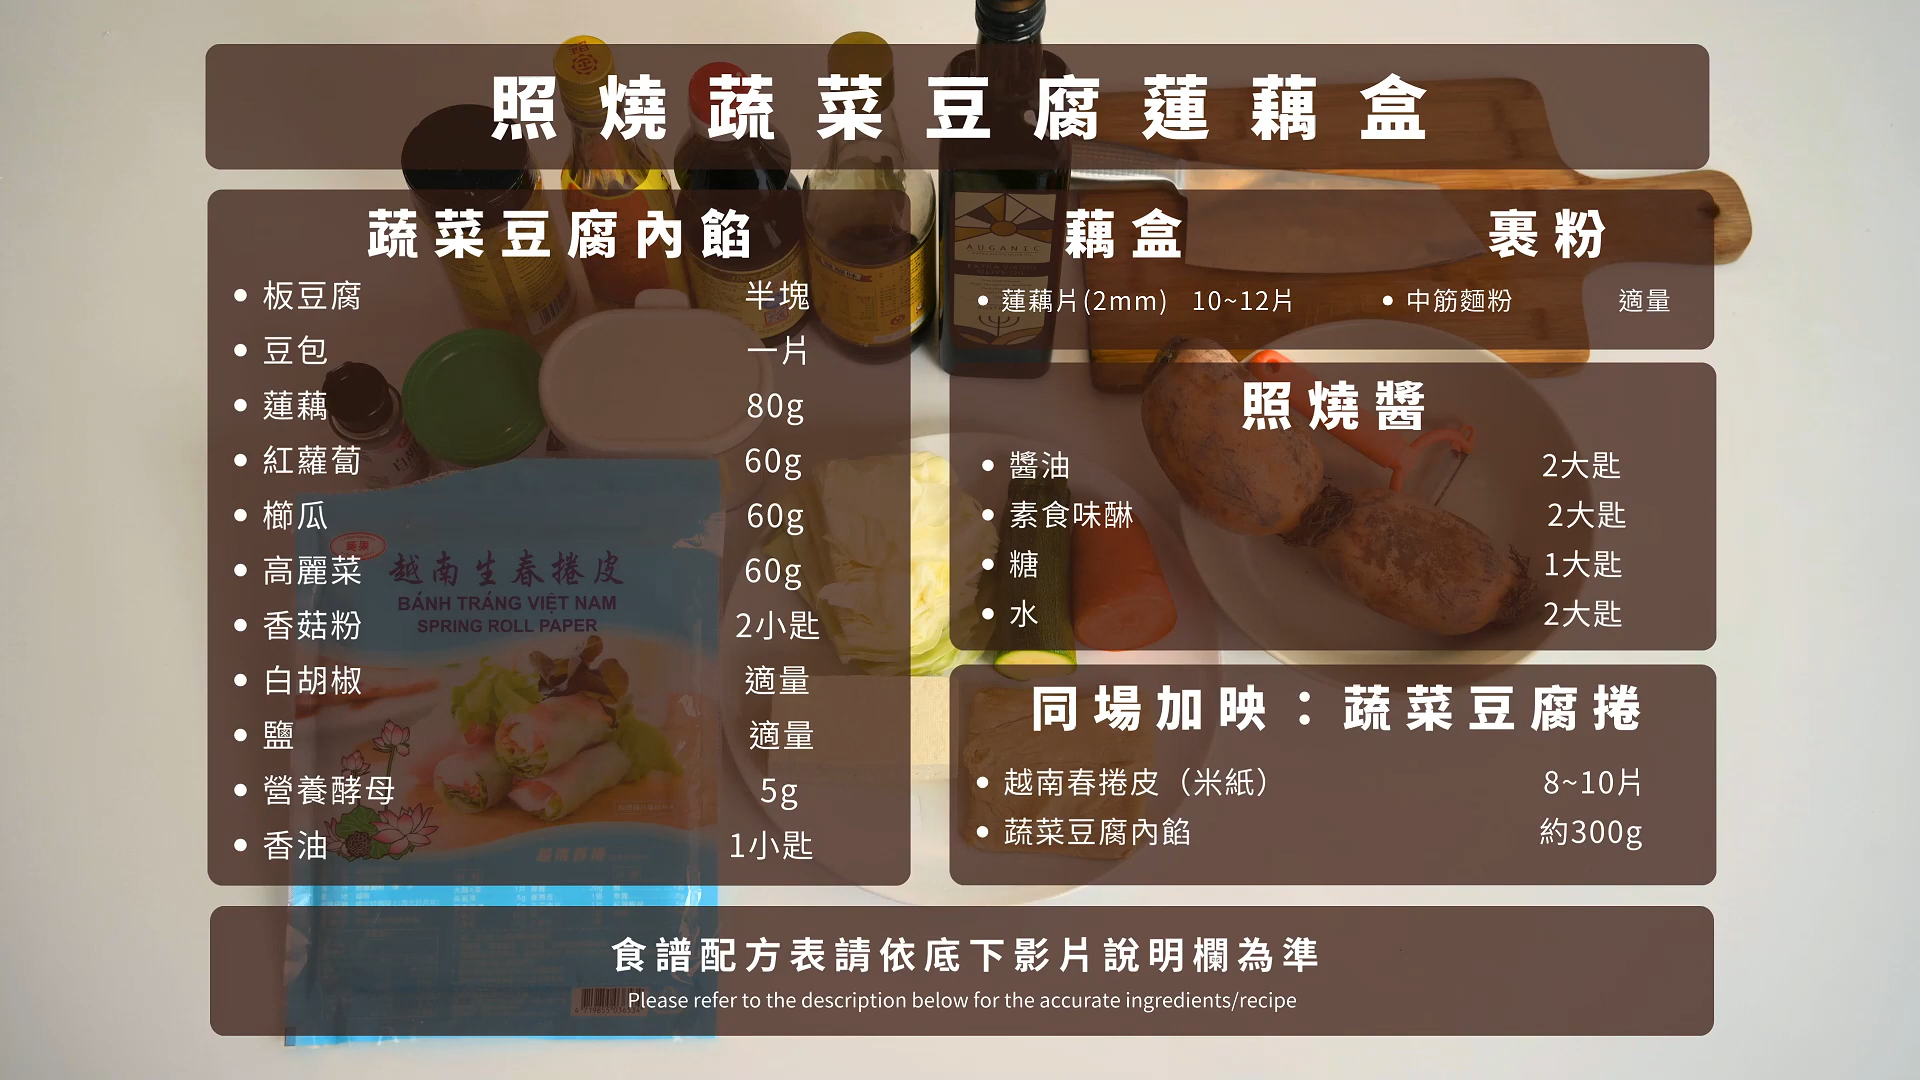 照燒蔬菜豆腐蓮藕盒
蔬菜豆腐內餡
板豆腐 半塊
豆包 一片
蓮藕 80g
紅蘿蔔 60g
櫛瓜 60g
高麗菜 60g
香菇粉 2小匙
白胡椒 適量
鹽 適量
營養酵母 5g
香油 1小匙
藕盒
蓮藕片(2mm) 10~12片
裹粉
中筋麵粉 適量
照燒醬
醬油 2大匙
素食味醂 2大匙
糖 1大匙
水 2大匙
同場加映：蔬菜豆腐捲
越南春捲皮（米紙） 8~10片
蔬菜豆腐內餡 約300g
食譜配方表請依底下影片說明欄為準
Please refer to the description below for the accurate ingredients/recipe
AUGANIC
越南生春捲皮
BÁNH TRÁNG VIỆT NAM
SPRING ROLL PAPER